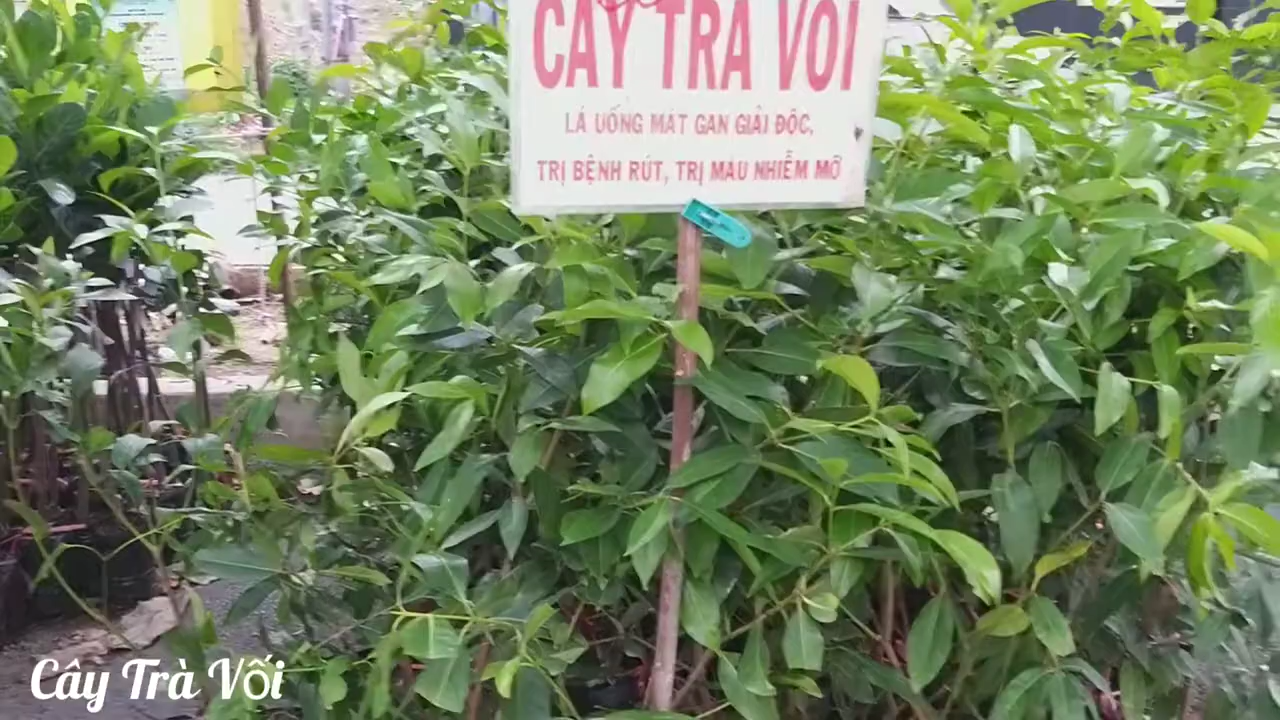 CÂY TRÀ VỐI
LÁ UỐNG MÁT GAN GIẢI ĐỘC,
TRỊ BỆNH RÚT, TRỊ MÁU NHIỄM MỠ
Cây Trà Vối